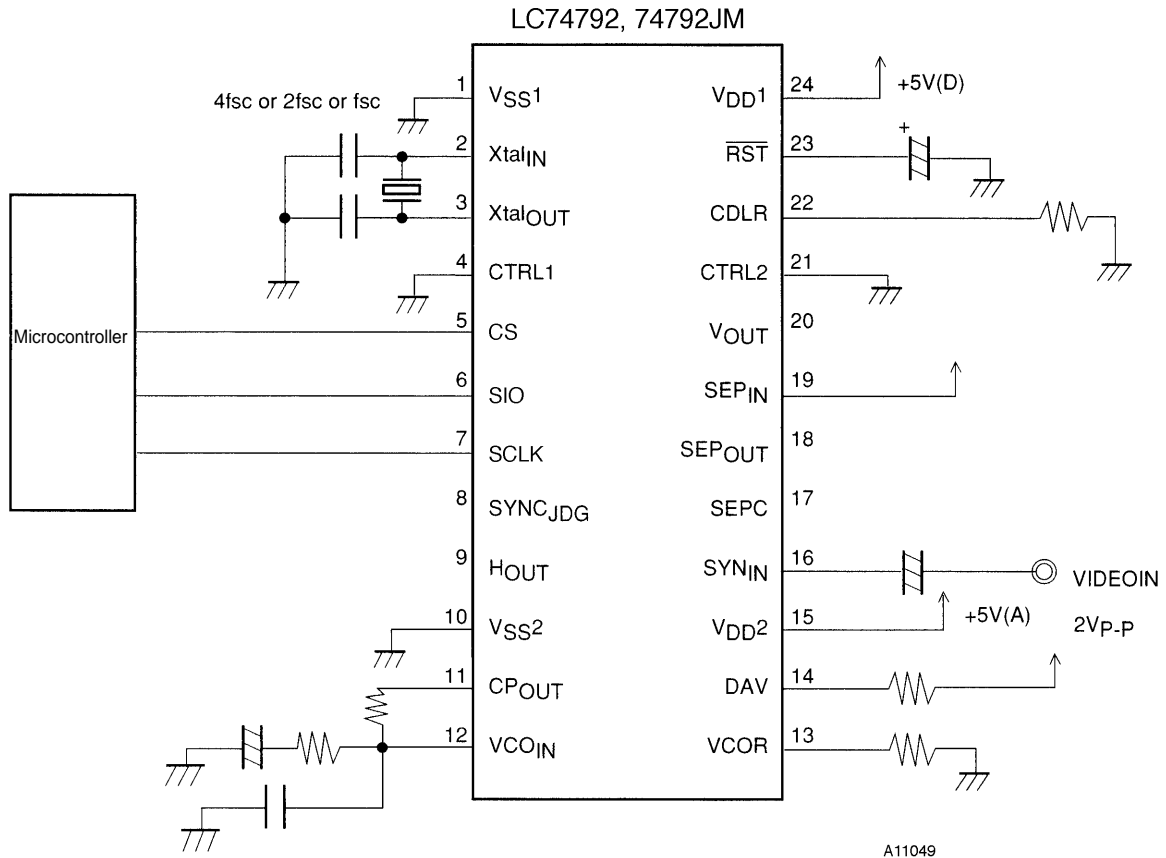 LC74792, 74792JM
4fsc or 2fsc or fsc
Microcontroller
1 VSS1
2 XtalIN
3 XtalOUT
4 CTRL1
5 CS
6 SIO
7 SCLK
8 SYNCJDG
9 HOUT
10 VSS2
11 CPOUT
12 VCOIN
VDD1 24 +5V(D)
RST 23 +
CDLR 22
CTRL2 21
VOUT 20
SEPIN 19
SEPOUT 18
SEPC 17
SYNIN 16 VIDEOIN
VDD2 15 +5V(A) 2VP-P
DAV 14
VCOR 13
A11049